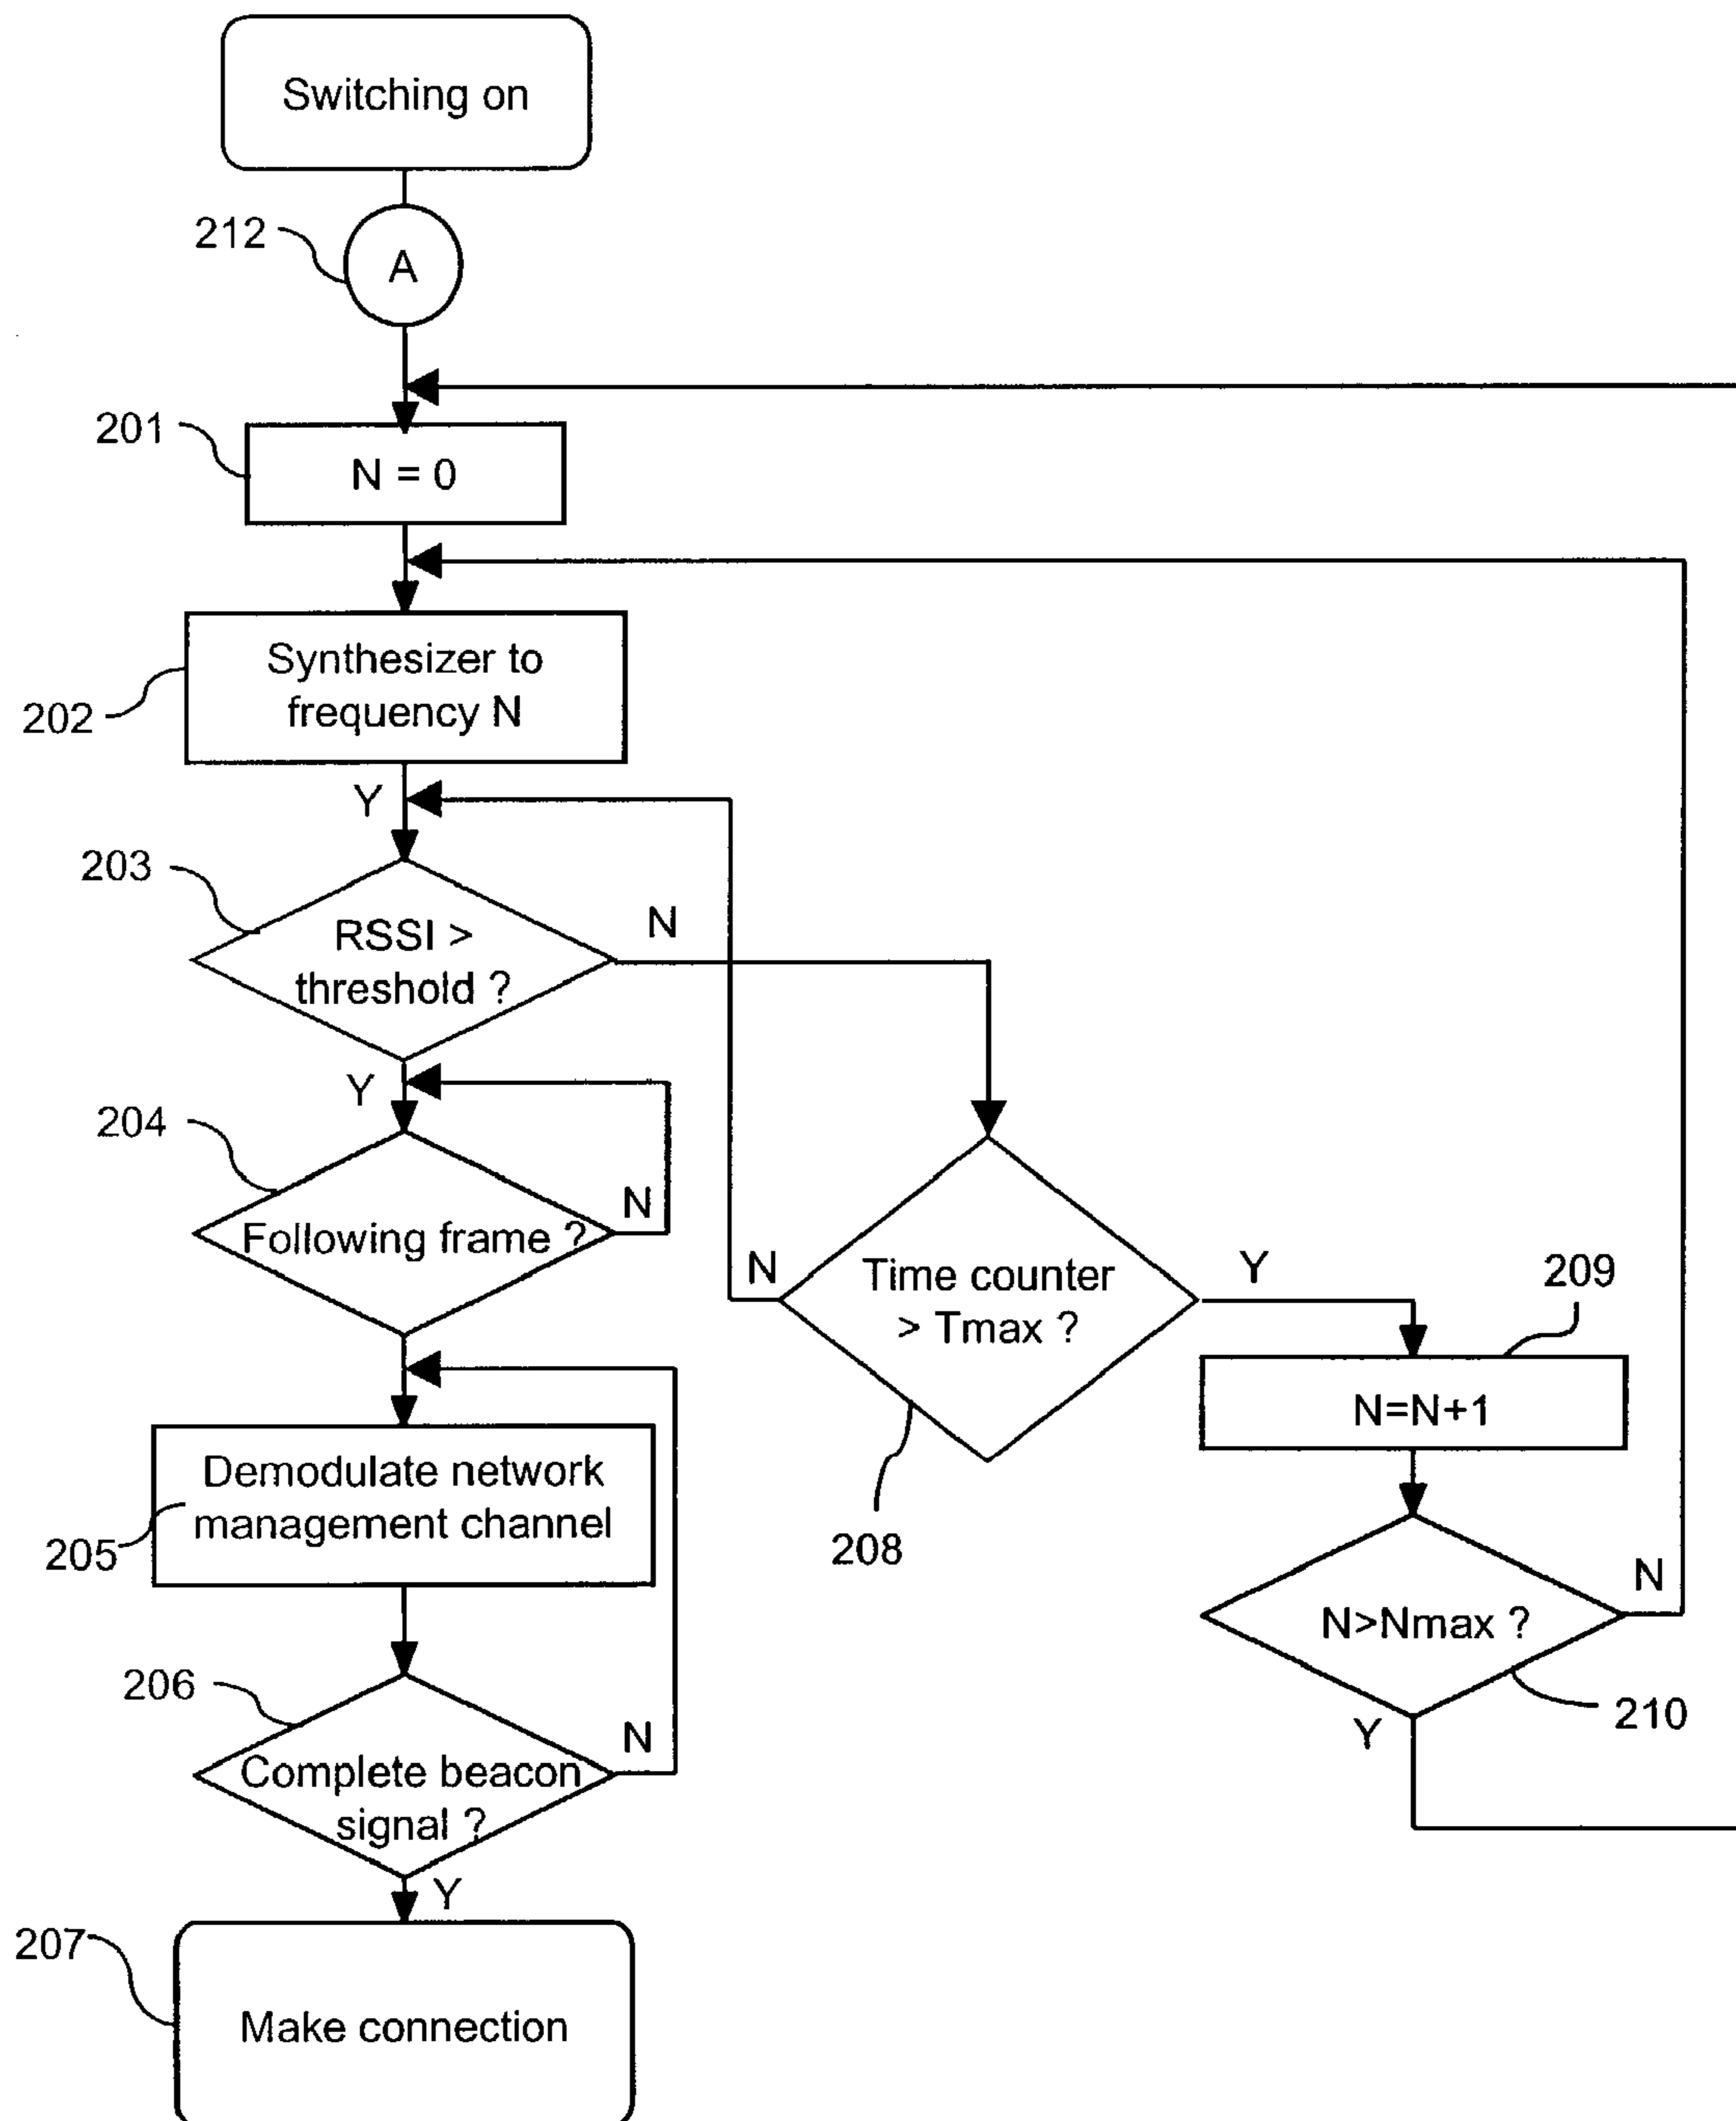 Switching on
212
A
201
N = 0
202
Synthesizer to
frequency N
Y
203
RSSI >
threshold ?
N
Y
204
Following frame ?
N
N
Time counter
> Tmax ?
Y
208
209
N=N+1
205
Demodulate network
management channel
N>Nmax ?
N
Y
210
206
Complete beacon
signal ?
N
Y
207
Make connection